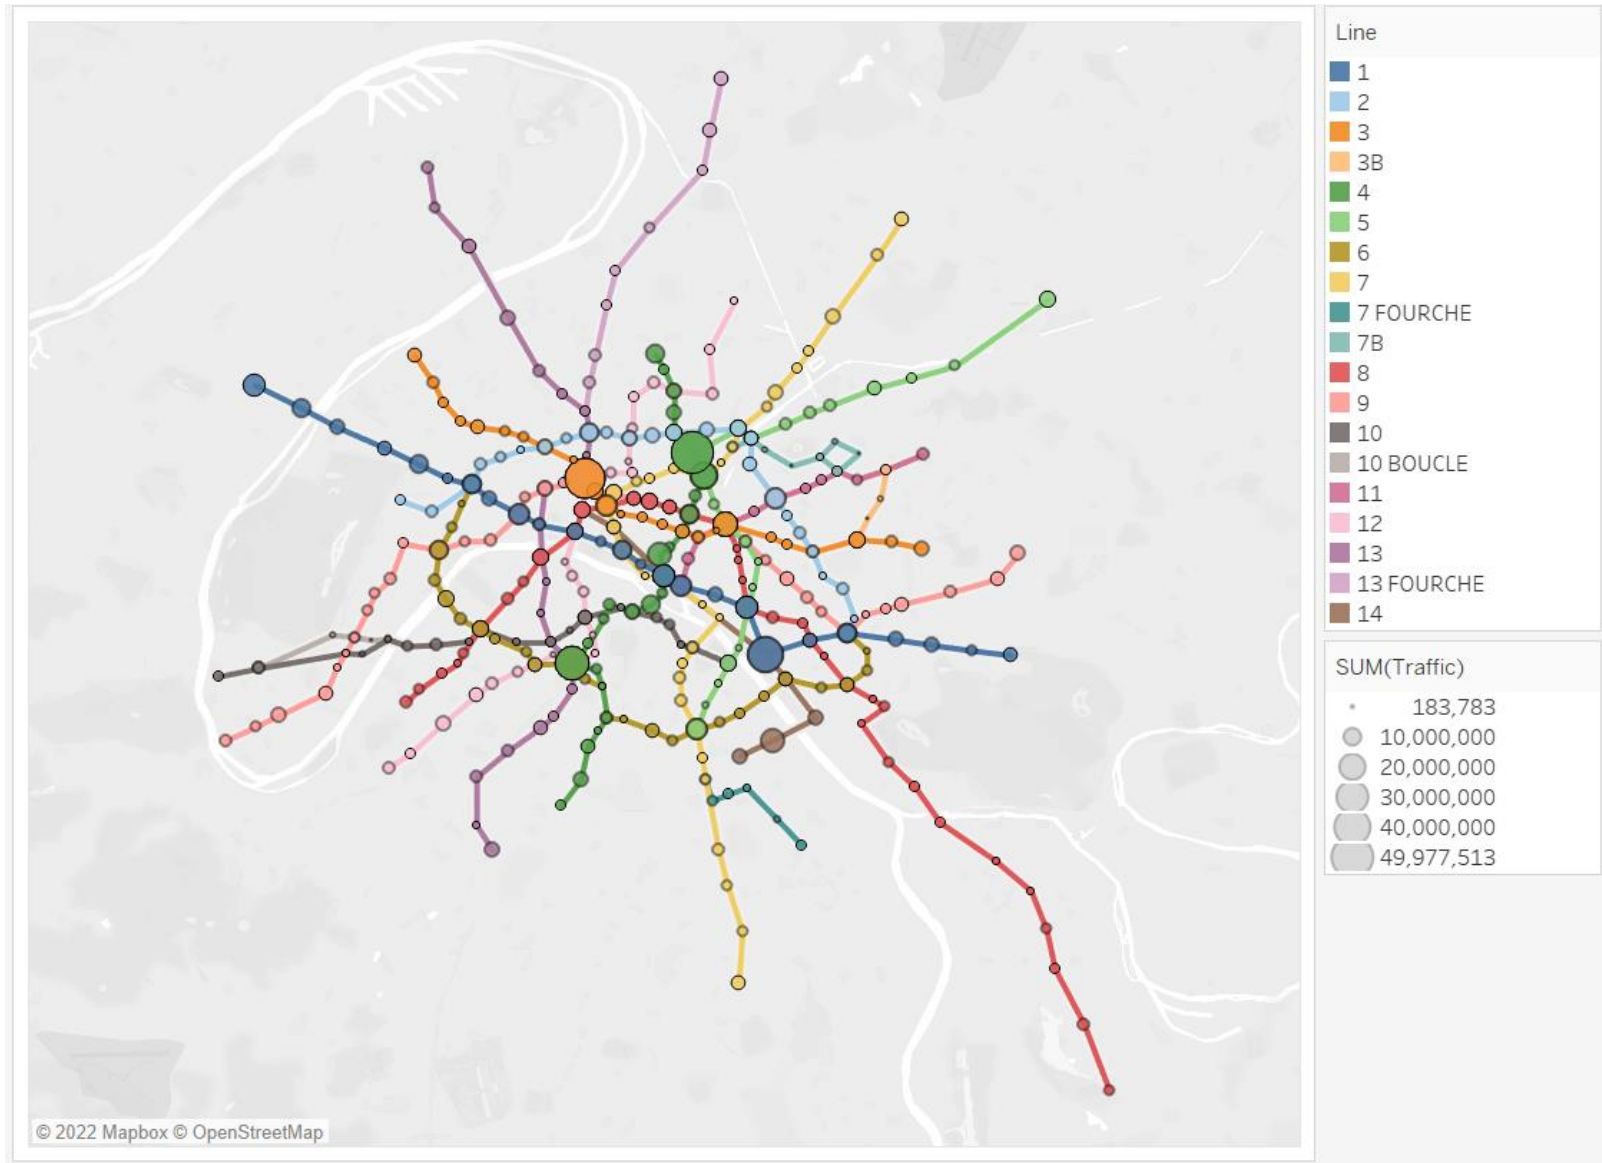 Line
1
2
3
3B
4
5
6
7
7 FOURCHE
7B
8
9
10
10 BOUCLE
11
12
13
13 FOURCHE
14
SUM(Traffic)
183,783
10,000,000
20,000,000
30,000,000
40,000,000
49,977,513
© 2022 Mapbox © OpenStreetMap